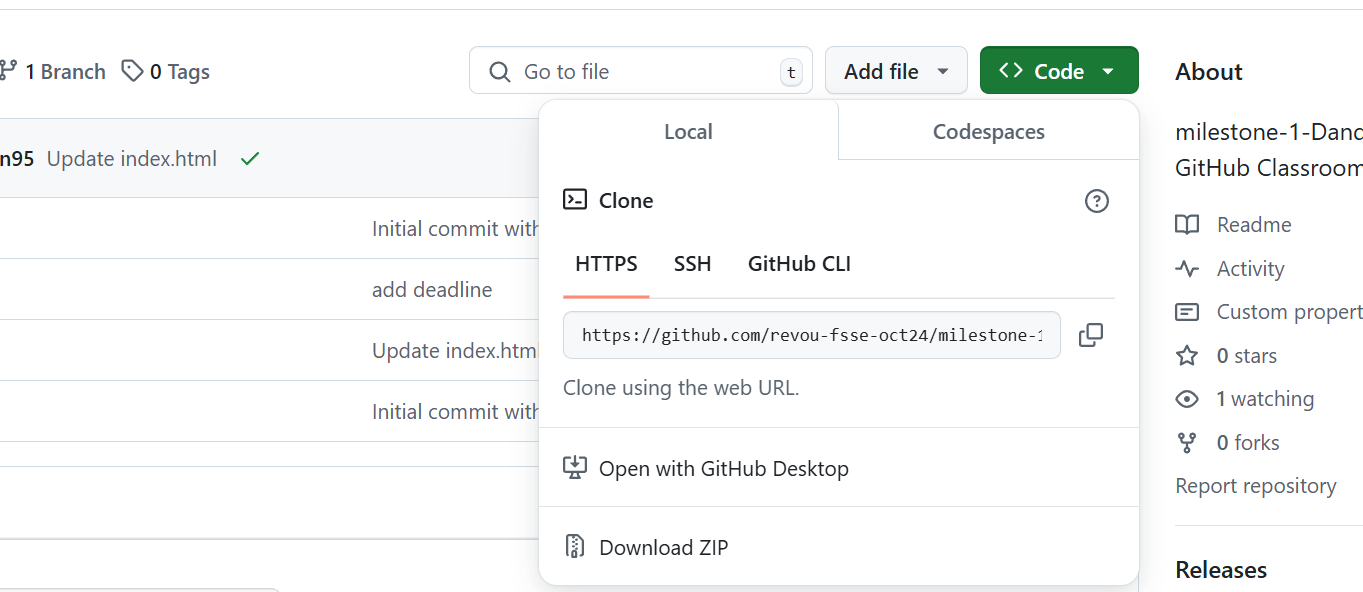 1 Branch
0 Tags
Go to file
t
Add file
Code
n95 Update index.html
Initial commit with
add deadline
Update index.html
Initial commit with
Local
Codespaces
Clone
HTTPS
SSH
GitHub CLI
https://github.com/revou-fsse-oct24/milestone-1
Clone using the web URL.
Open with GitHub Desktop
Download ZIP
About
milestone-1-Dand
GitHub Classroom
Readme
Activity
Custom propert
0 stars
1 watching
0 forks
Report repository
Releases